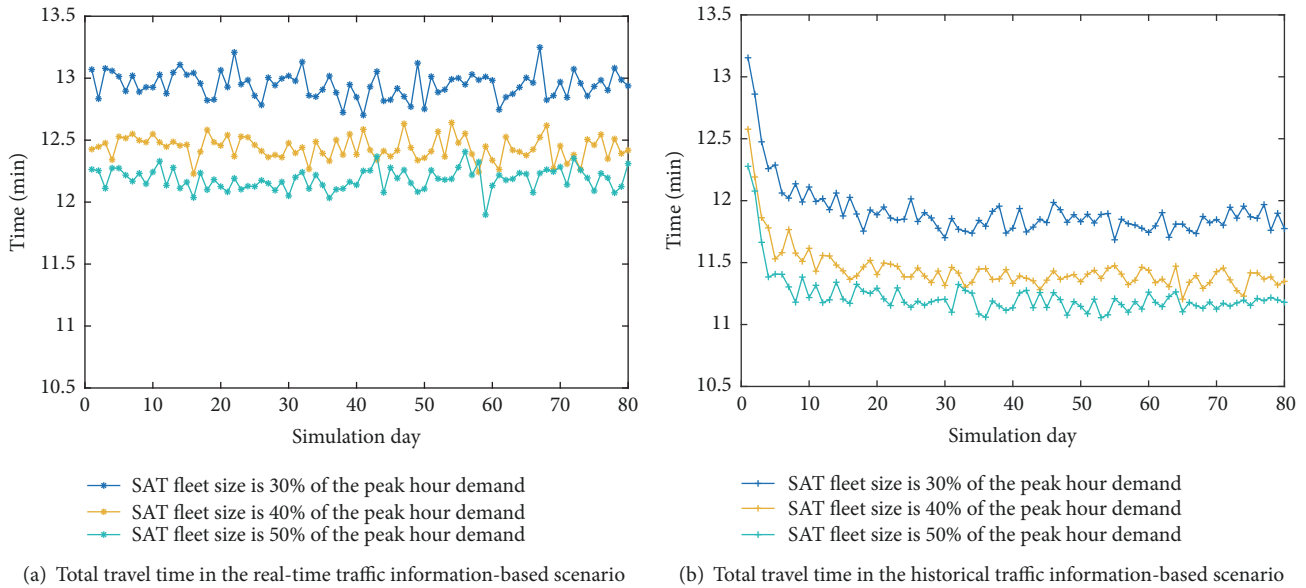 13.5
13
12.5
12
11.5
11
10.5
Time (min)
0 10 20 30 40 50 60 70 80
Simulation day
SAT fleet size is 30% of the peak hour demand
SAT fleet size is 40% of the peak hour demand
SAT fleet size is 50% of the peak hour demand
(a) Total travel time in the real-time traffic information-based scenario
13.5
13
12.5
12
11.5
11
10.5
Time (min)
0 10 20 30 40 50 60 70 80
Simulation day
SAT fleet size is 30% of the peak hour demand
SAT fleet size is 40% of the peak hour demand
SAT fleet size is 50% of the peak hour demand
(b) Total travel time in the historical traffic information-based scenario